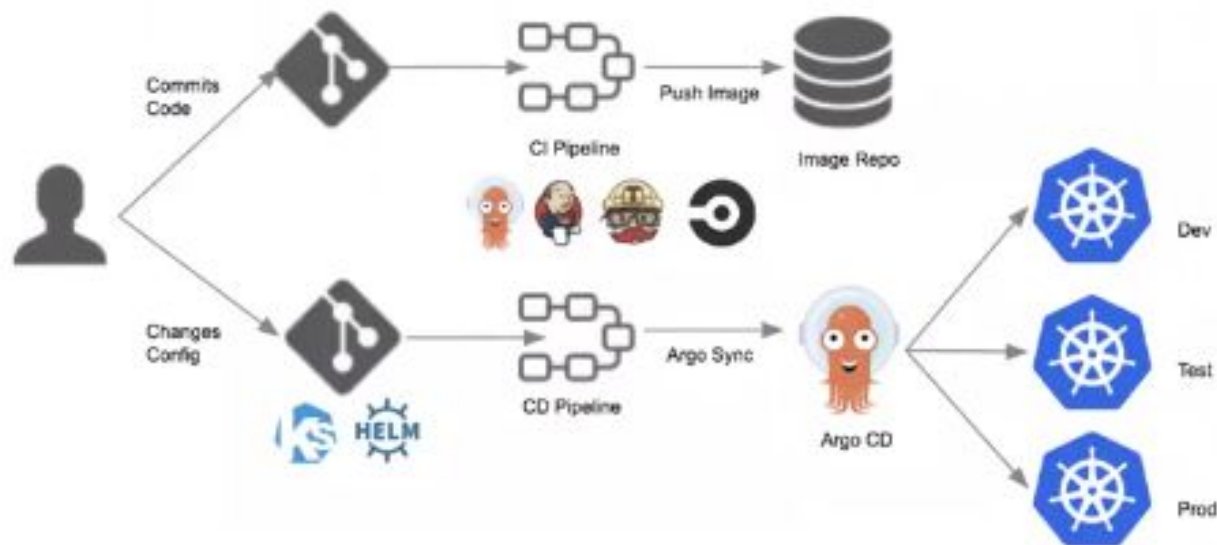 Commits
Code
Push Image
CI Pipeline
Image Repo
Dev
Changes
Config
Argo Sync
Test
CD Pipeline
KS
HELM
Argo CD
Prod